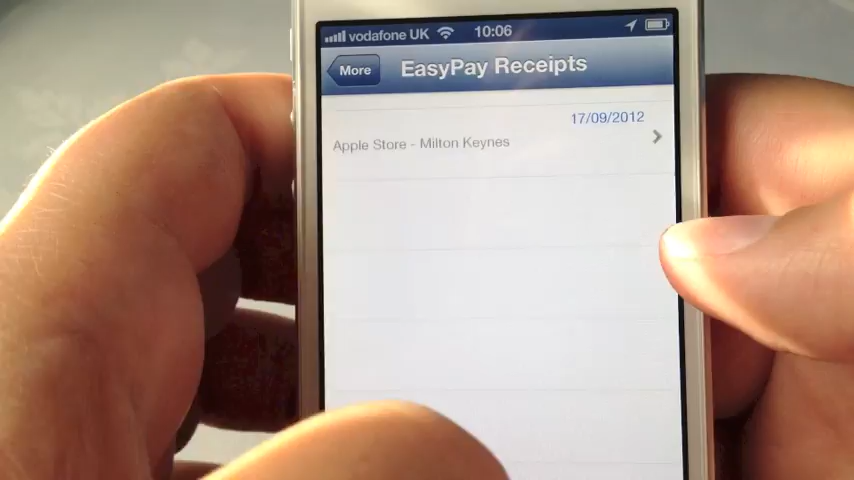 vodafone UK 10:06
More EasyPay Receipts
17/09/2012
Apple Store - Milton Keynes